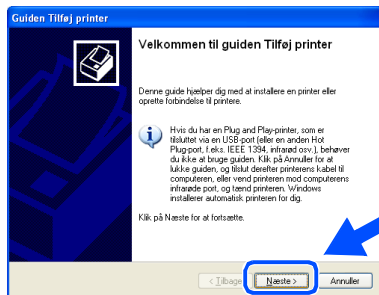 Guiden Tilføj printer
Velkommen til guiden Tilføj printer
Denne guide hjælper dig med at installere en printer eller
oprette forbindelse til printere.
Hvis du har en Plug and Play-printer, som er
tilsluttet via en USB-port (eller en anden Hot
Plug-port, f.eks. IEEE 1394, infrarød osv.), behøver
du ikke at bruge guiden. Klik på Annuller for at
lukke guiden, og tilslut derefter printerens kabel til
computeren, eller vend printeren mod computerens
infrarøde port, og tænd printeren. Windows
installerer automatisk printeren for dig.
Klik på Næste for at fortsætte.
< Tilbage Næste > Annuller